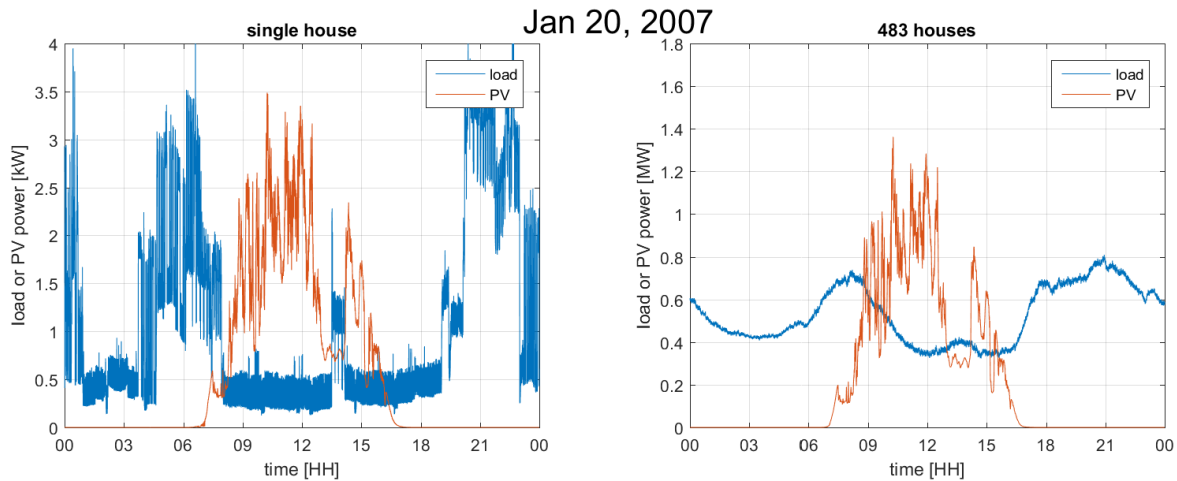 Jan 20, 2007
single house
load or PV power [kW]
4
3.5
3
2.5
2
1.5
1
0.5
0
00 03 06 09 12 15 18 21 00
time [HH]
load
PV
483 houses
load or PV power [MW]
1.8
1.6
1.4
1.2
1
0.8
0.6
0.4
0.2
0
00 03 06 09 12 15 18 21 00
time [HH]
load
PV